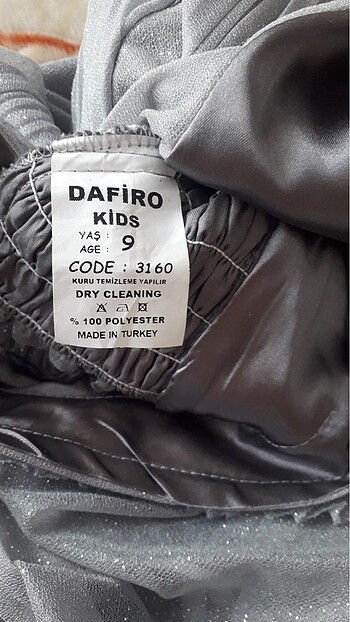 DAFİRO
KİDS
YAŞ :
AGE : 9
CODE : 3160
KURU TEMİZLEME YAPILIR
DRY CLEANING
% 100 POLYESTER
MADE IN TURKEY